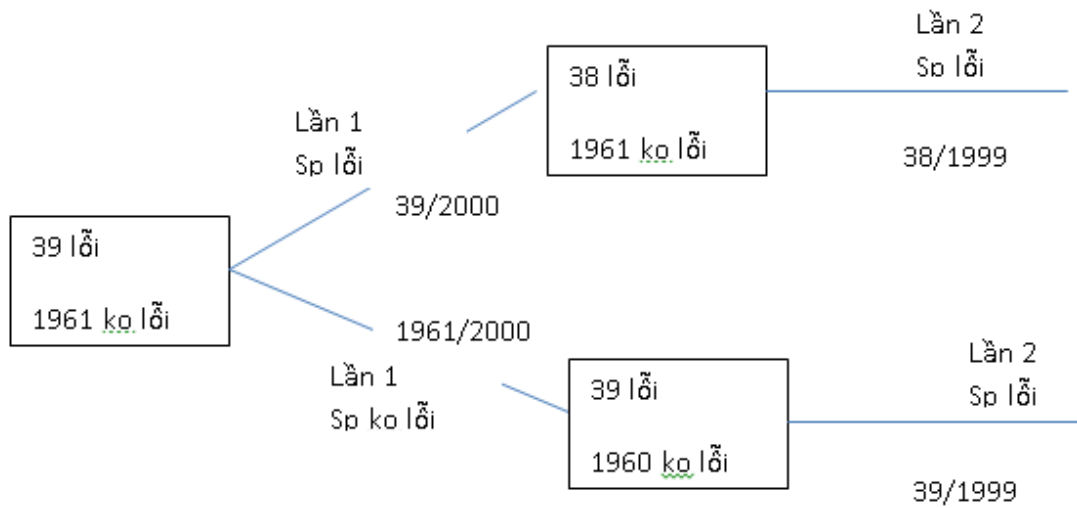 Lần 2
Sp lỗi
38 lỗi
1961 ko lỗi
38/1999
Lần 1
Sp lỗi
39/2000
39 lỗi
1961 ko lỗi
1961/2000
Lần 1
Sp ko lỗi
39 lỗi
1960 ko lỗi
Lần 2
Sp lỗi
39/1999